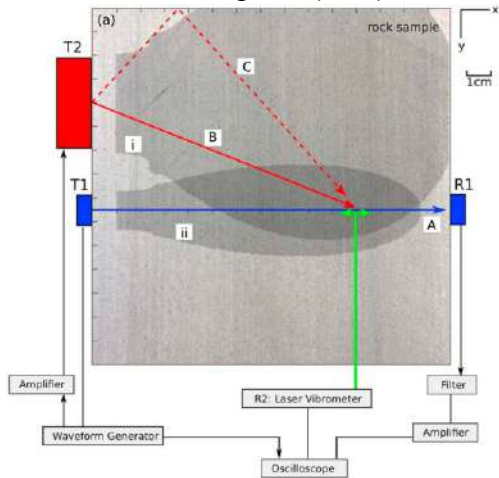 T2
(a)
rock sample
x
y
1cm
C
B
i
T1
R1
A
ii
Amplifier
R2: Laser Vibrometer
Filter
Waveform Generator
Amplifier
Oscilloscope